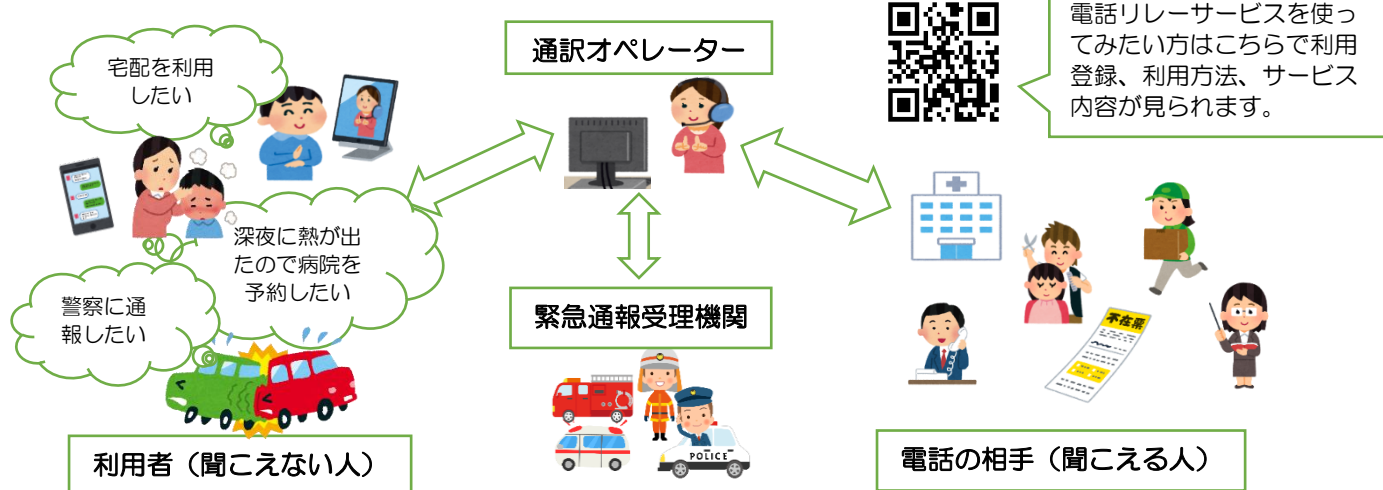 通訳オペレーター
電話リレーサービスを使っ
てみたい方はこちらで利用
登録、利用方法、サービス
内容が見られます。
宅配を利用
したい
深夜に熱が出
たので病院を
予約したい
警察に通
報したい
緊急通報受理機関
不在票
POLICE
利用者（聞こえない人）
電話の相手（聞こえる人）